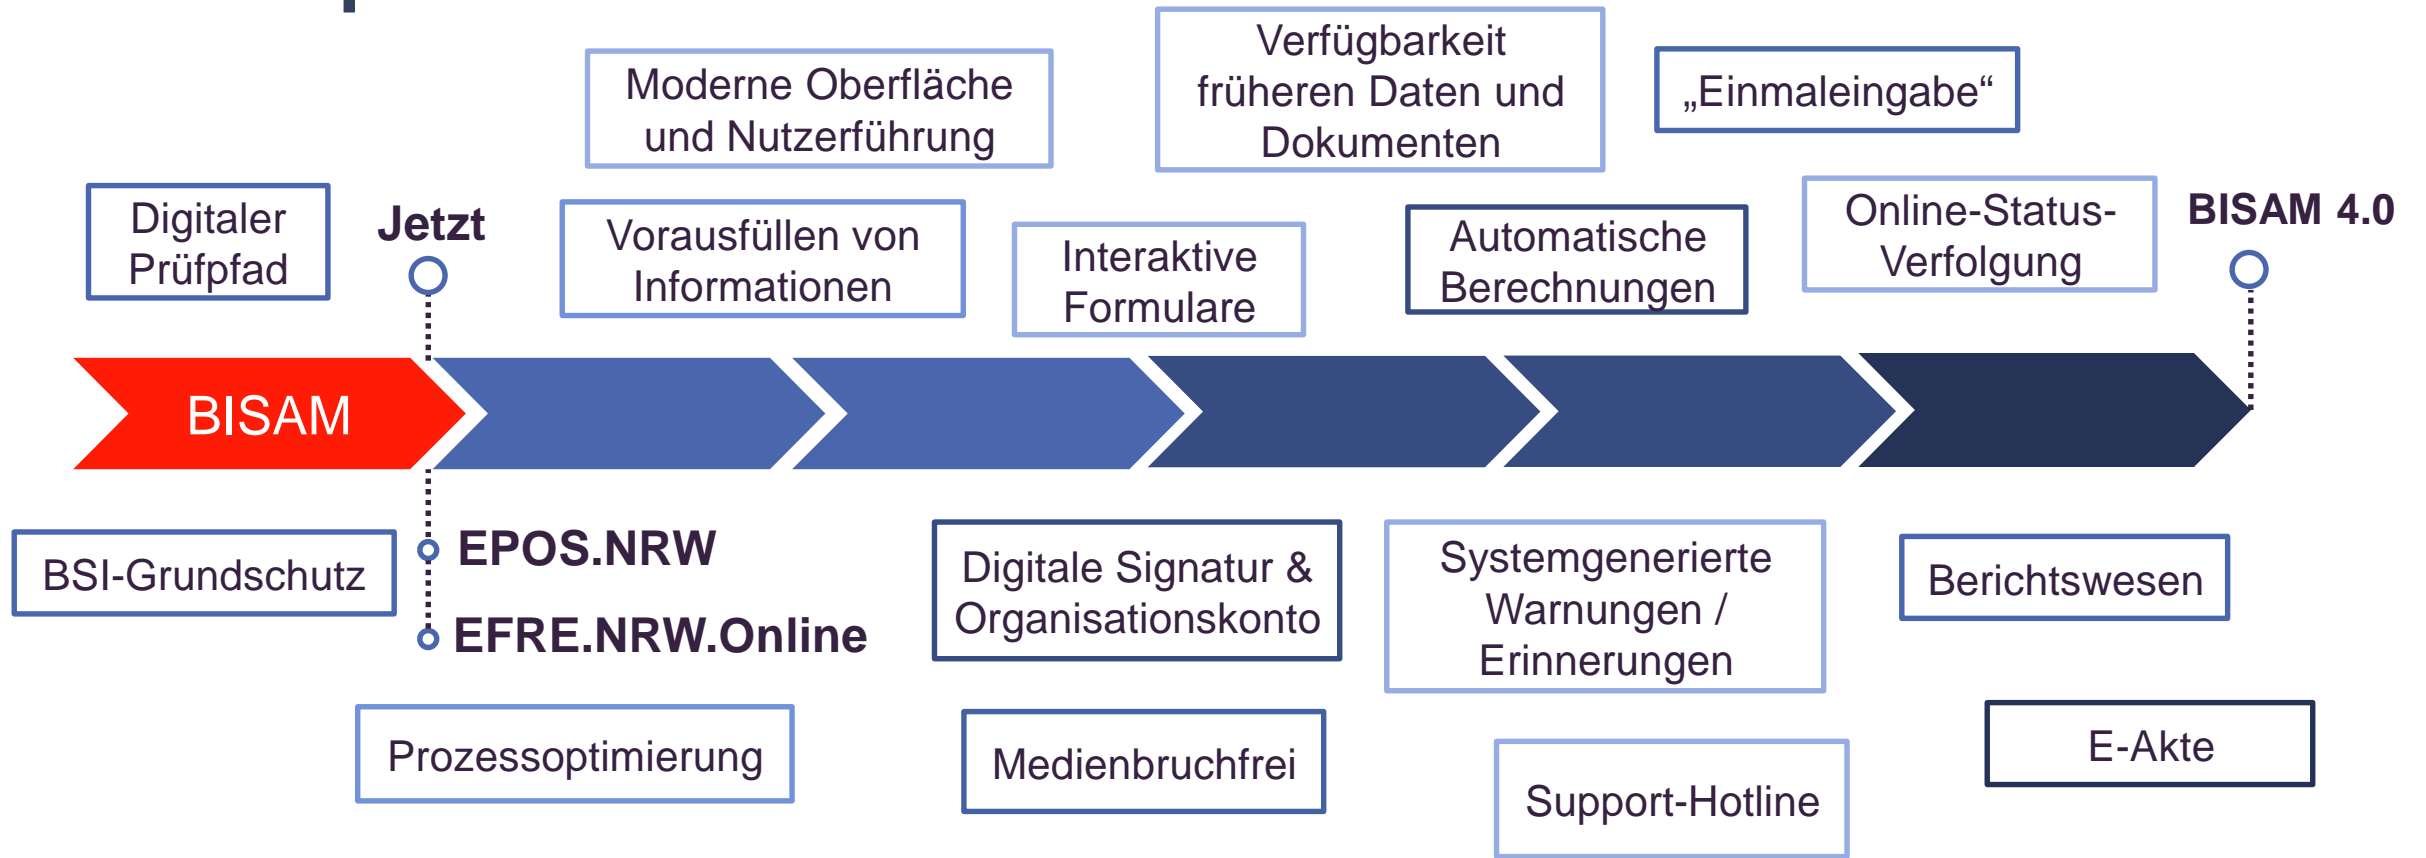 Verfügbarkeit
früheren Daten und
Dokumenten
Moderne Oberfläche
und Nutzerführung
„Einmaleingabe“
Digitaler
Prüfpfad
Jetzt
Vorausfüllen von
Informationen
Interaktive
Formulare
Automatische
Berechnungen
Online-Status-
Verfolgung
BISAM 4.0
BISAM
BSI-Grundschutz
EPOS.NRW
EFRE.NRW.Online
Digitale Signatur &
Organisationskonto
Systemgenerierte
Warnungen /
Erinnerungen
Berichtswesen
Prozessoptimierung
Medienbruchfrei
Support-Hotline
E-Akte